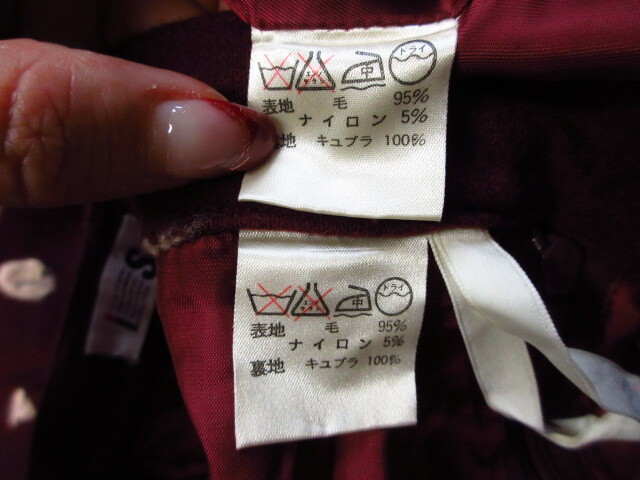 中 ドライ
表地 毛 95%
ナイロン 5%
地 キュプラ 100%
中 ドライ
表地 毛 95%
ナイロン 5%
裏地 キュプラ 100%
S